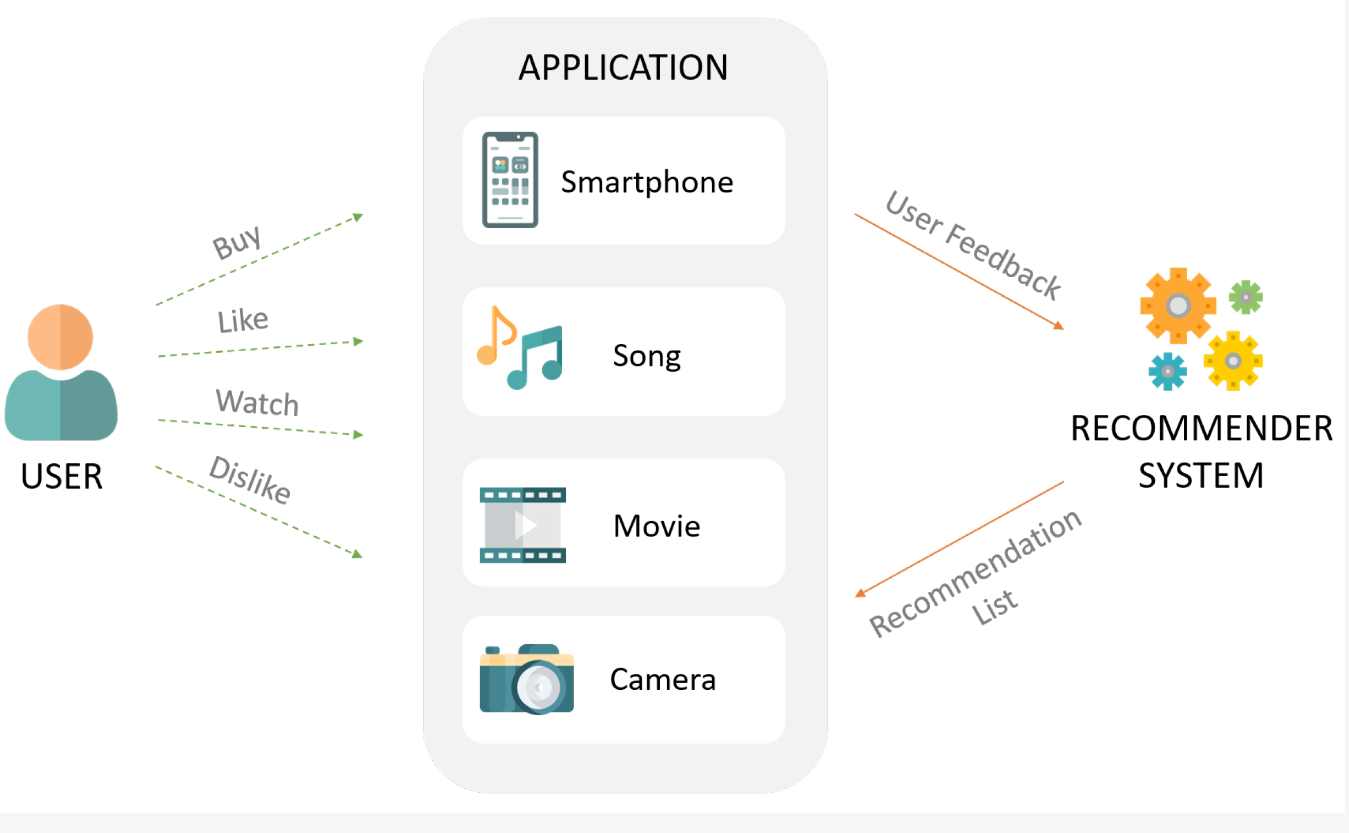 APPLICATION
Smartphone
Buy
User Feedback
Like
Song
Watch
RECOMMENDER
SYSTEM
USER
Dislike
Movie
Recommendation
List
Camera